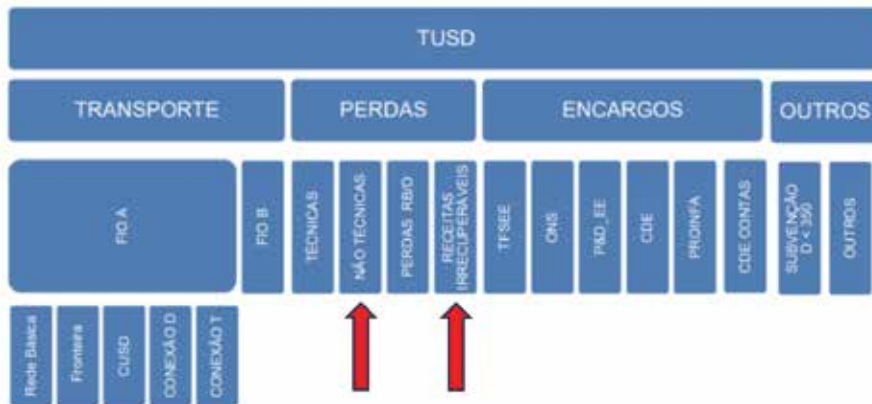 TUSD
TRANSPORTE
PERDAS
ENCARGOS
OUTROS
FIO A
FIO B
TÉCNICAS
NÃO TÉCNICAS
PERDAS RB/D
RECEITAS
IRRECUPERÁVEIS
TFSEE
ONS
P&D_EE
CDE
PROINFA
CDE CONTAS
SUBVENÇÃO
D < 350
OUTROS
Rede Básica
Fronteira
CUSD
CONEXÃO D
CONEXÃO T